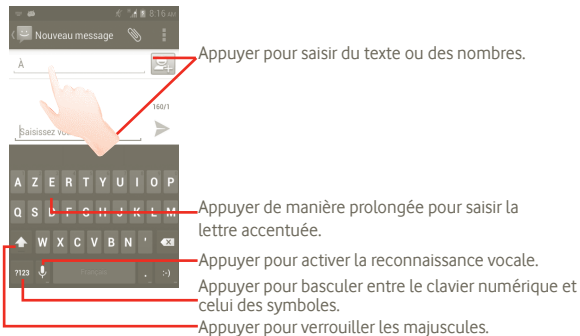 8:16 AM
Nouveau message
À
160/1
Saisissez
A Z E R T Y U I O P
Q S D F G H J K L M
W X C V B N '
?123 Français . :-)
Appuyer pour saisir du texte ou des nombres.
Appuyer de manière prolongée pour saisir la
lettre accentuée.
Appuyer pour activer la reconnaissance vocale.
Appuyer pour basculer entre le clavier numérique et
celui des symboles.
Appuyer pour verrouiller les majuscules.